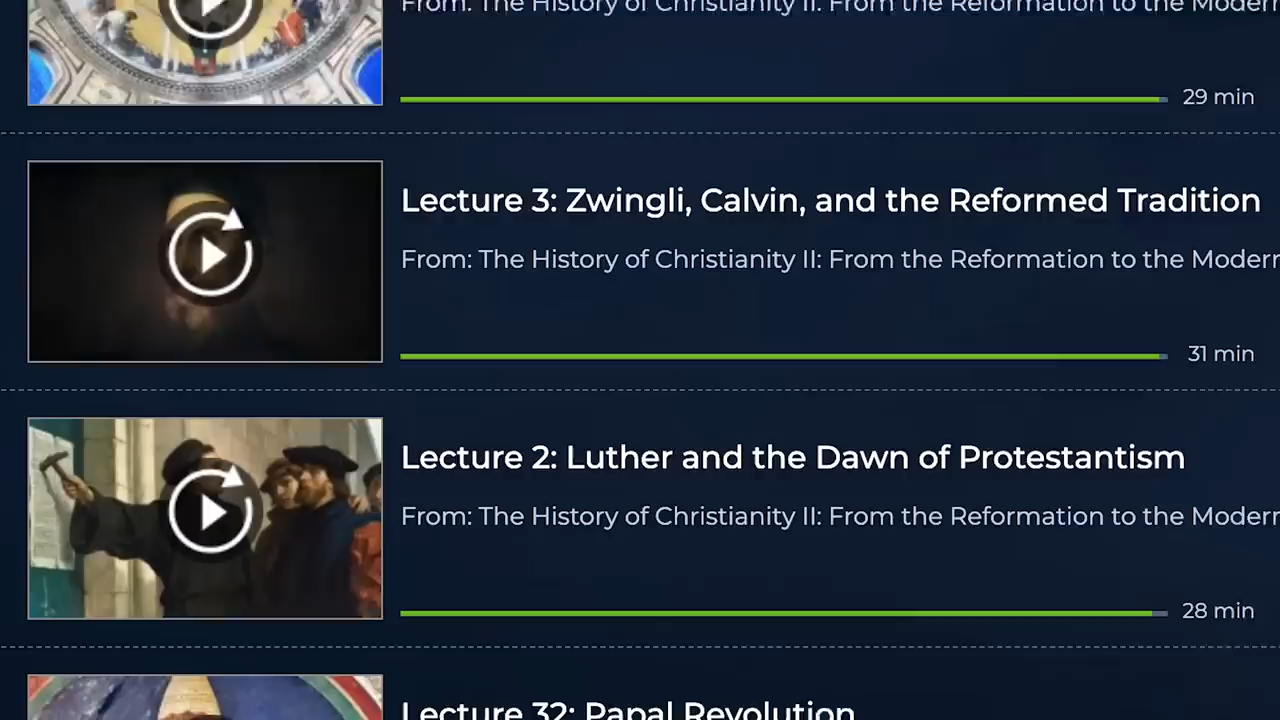 From: The History of Christianity II: From the Reformation to the Modern
29 min
Lecture 3: Zwingli, Calvin, and the Reformed Tradition
From: The History of Christianity II: From the Reformation to the Modern
31 min
Lecture 2: Luther and the Dawn of Protestantism
From: The History of Christianity II: From the Reformation to the Modern
28 min
Lecture 32: Papal Revolution